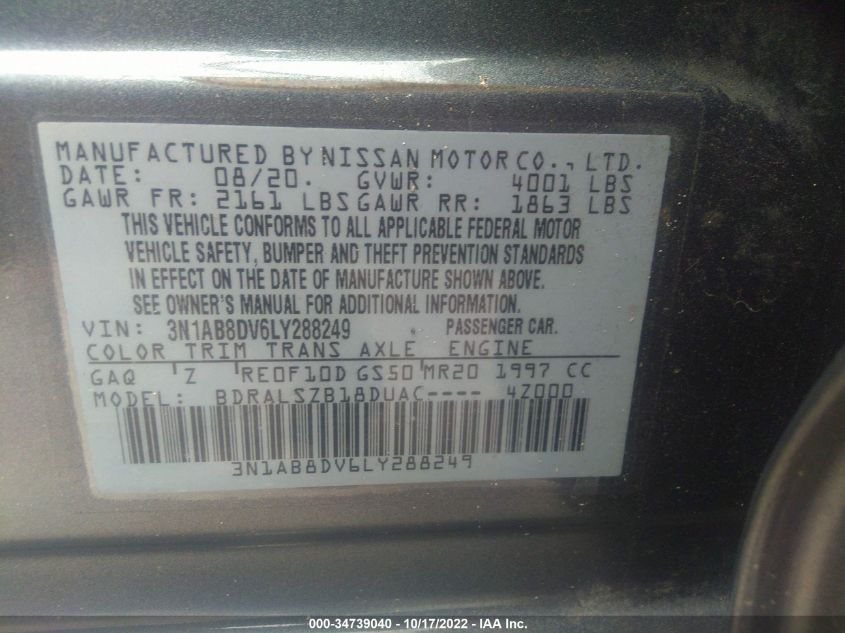 MANUFACTURED BY NISSAN MOTOR CO., LTD.
DATE: 08/20. GVWR: 4001 LBS
GAWR FR: 2161 LBS GAWR RR: 1863 LBS
THIS VEHICLE CONFORMS TO ALL APPLICABLE FEDERAL MOTOR
VEHICLE SAFETY, BUMPER AND THEFT PREVENTION STANDARDS
IN EFFECT ON THE DATE OF MANUFACTURE SHOWN ABOVE.
SEE OWNER'S MANUAL FOR ADDITIONAL INFORMATION.
VIN: 3N1AB8DV6LY288249 PASSENGER CAR.
COLOR TRIM TRANS AXLE ENGINE
GAQ Z RE0F10D GS50 MR20 1997 CC
MODEL: BDRALSZB18DUAC---- 4Z000
3N1AB8DV6LY288249
000-34739040 - 10/17/2022 - IAA Inc.